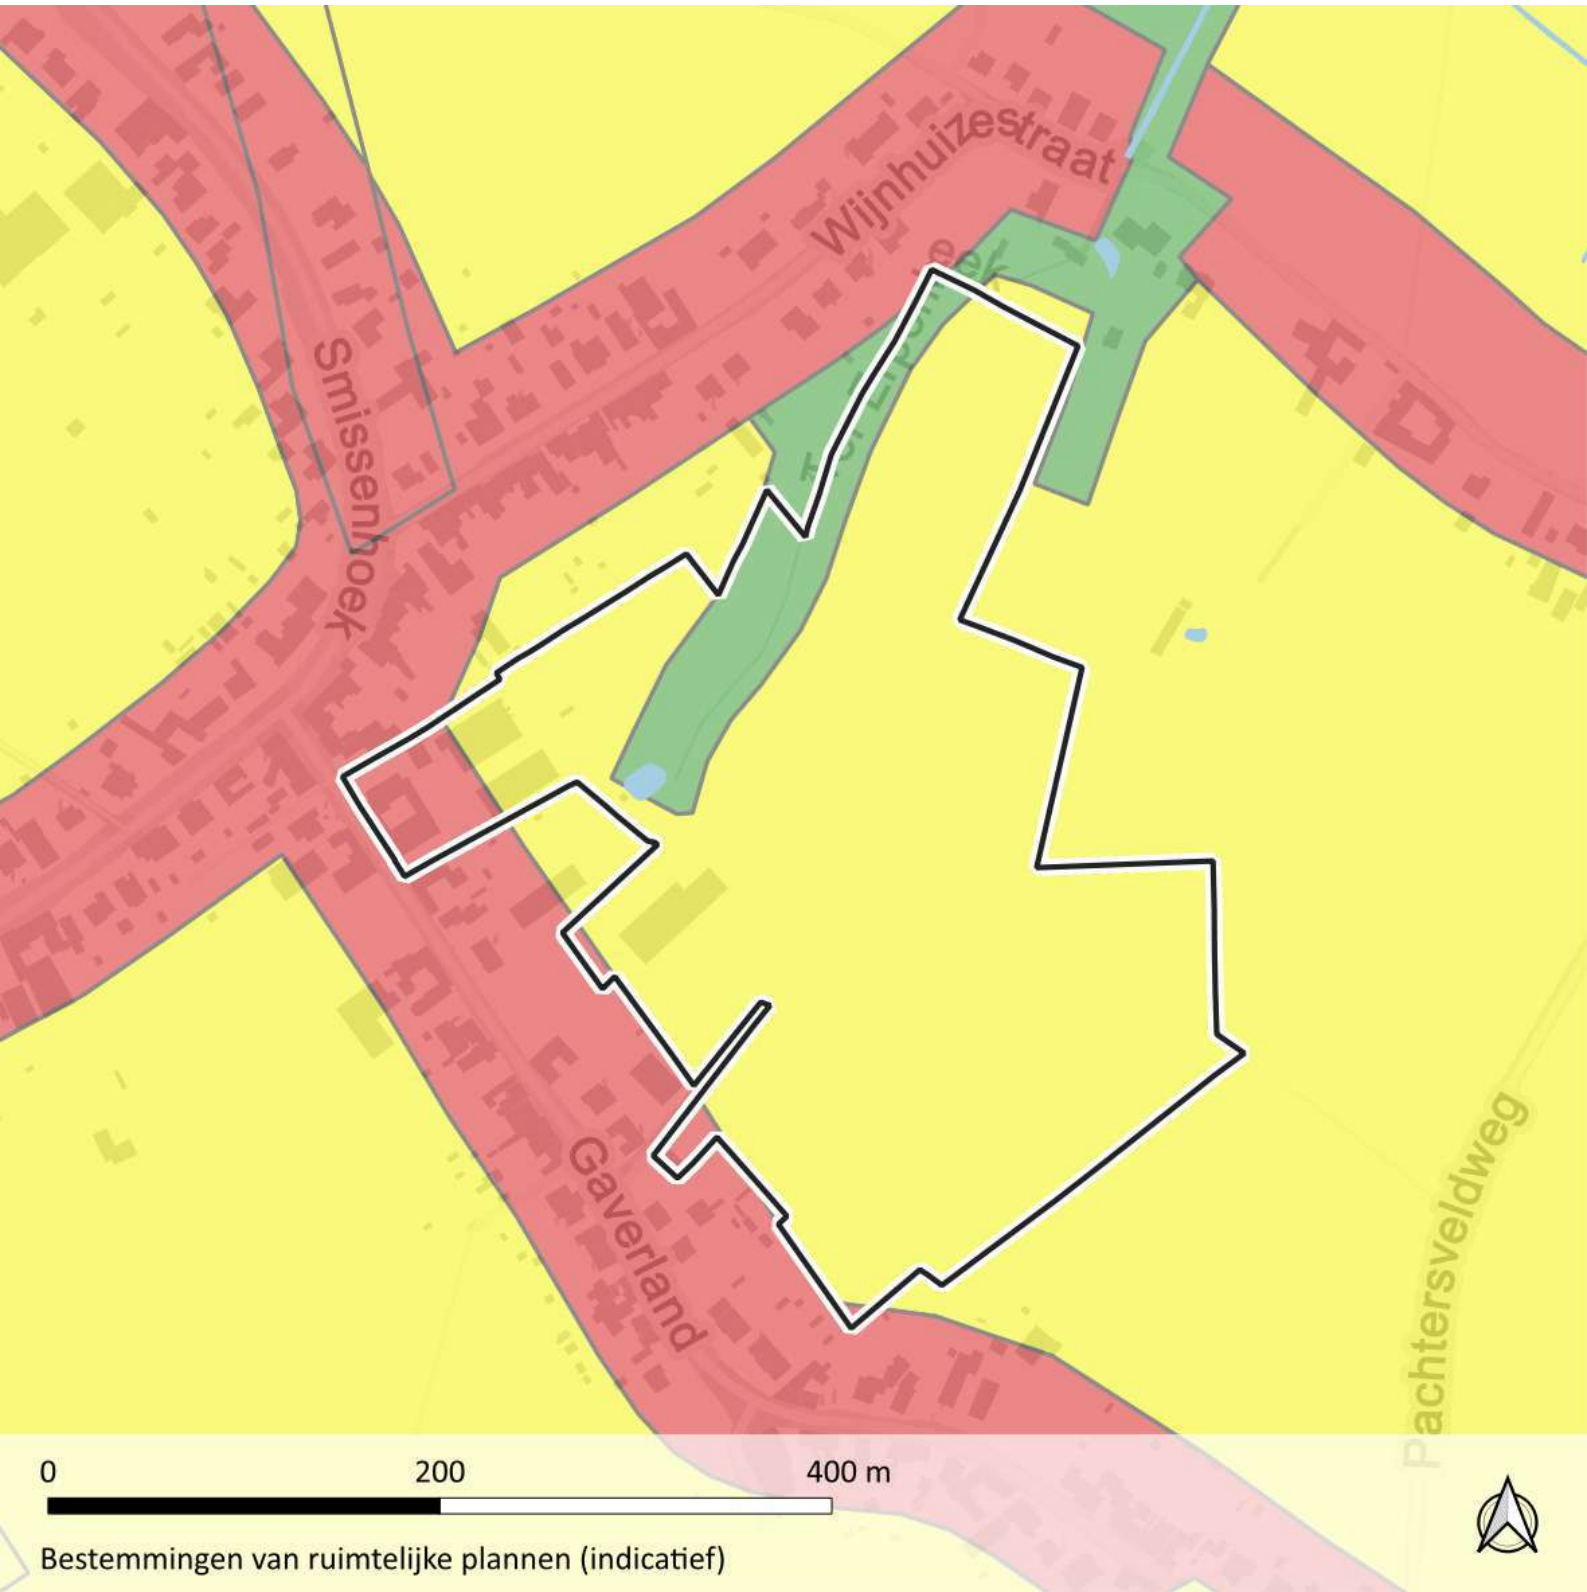 Wijnhuizestraat
Smissenhoek
Gaverland
Pachtersveldweg
0 200 400 m
Bestemmingen van ruimtelijke plannen (indicatief)